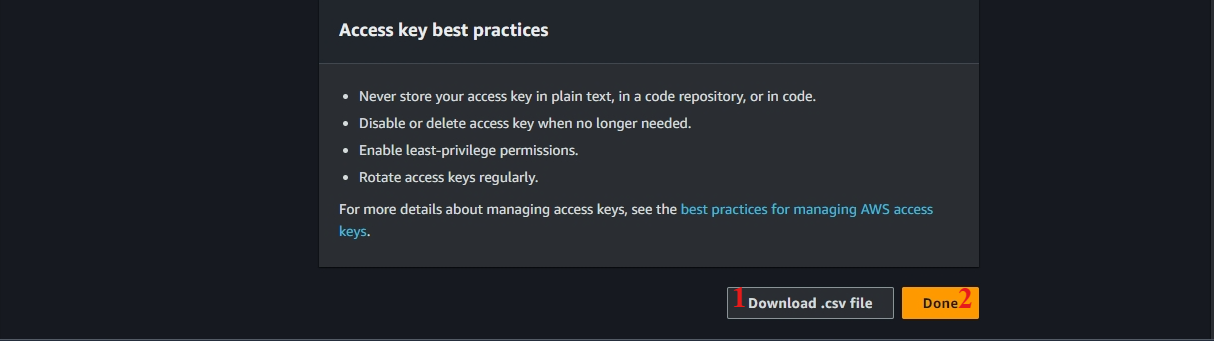 Access key best practices
• Never store your access key in plain text, in a code repository, or in code.
• Disable or delete access key when no longer needed.
• Enable least-privilege permissions.
• Rotate access keys regularly.
For more details about managing access keys, see the best practices for managing AWS access
keys.
1 Download .csv file Done 2